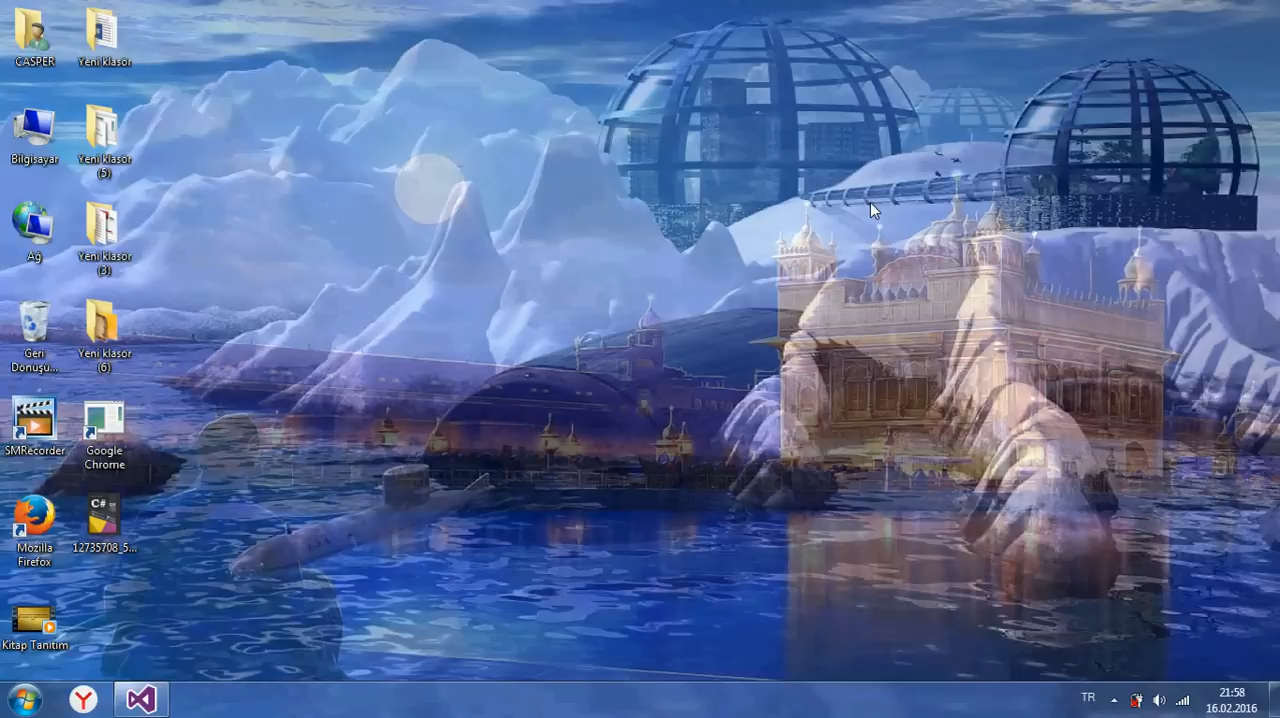 CASPER
Yeni klasör
Bilgisayar
Yeni klasör
(5)
Ağ
Yeni klasör
(3)
Geri
Dönüşü...
Yeni klasör
(6)
SMRecorder
Google
Chrome
Mozilla
Firefox
C#
12735708_5...
Kitap Tanıtım
TR
21:58
16.02.2016